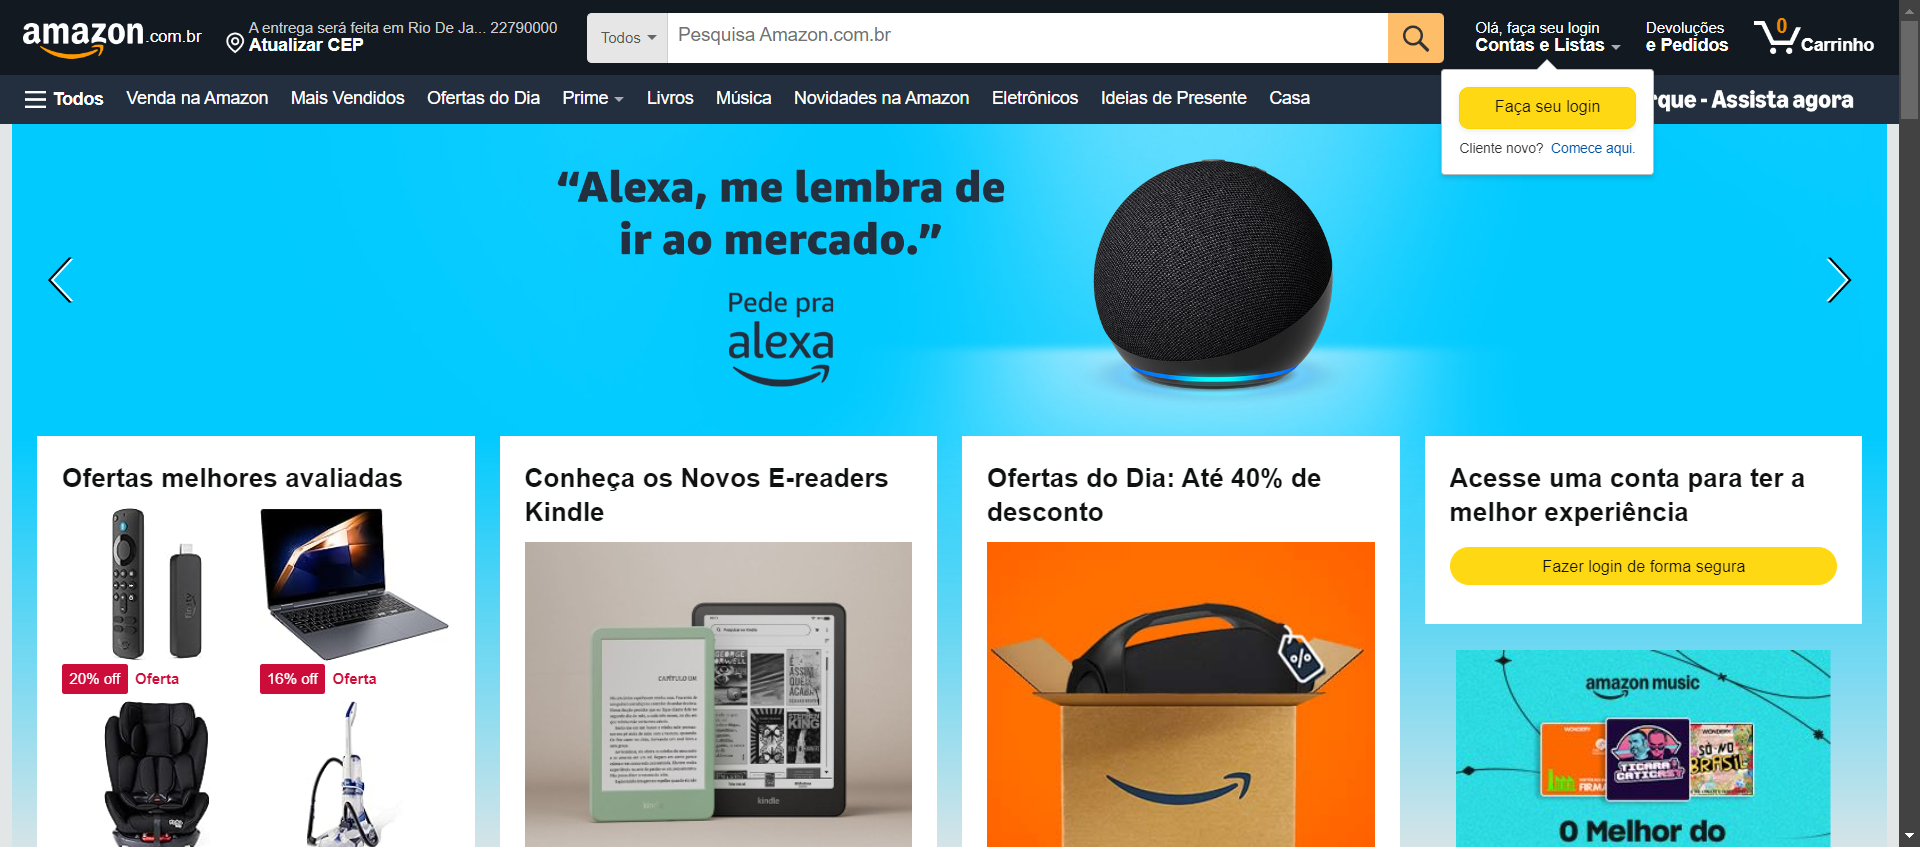 amazon.com.br
A entrega será feita em Rio De Ja... 22790000
Atualizar CEP
Todos
Pesquisa Amazon.com.br
Olá, faça seu login
Contas e Listas
Devoluções
e Pedidos
0
Carrinho
Todos
Venda na Amazon
Mais Vendidos
Ofertas do Dia
Prime
Livros
Música
Novidades na Amazon
Eletrônicos
Ideias de Presente
Casa
rque - Assista agora
Faça seu login
Cliente novo? Comece aqui.
“Alexa, me lembra de
ir ao mercado.”
Pede pra
alexa
Ofertas melhores avaliadas
20% off Oferta
16% off Oferta
Conheça os Novos E-readers
Kindle
CAPÍTULO UM
kindle
Ofertas do Dia: Até 40% de
desconto
%
Acesse uma conta para ter a
melhor experiência
Fazer login de forma segura
amazon music
WONDERY
TICARA
CATICAST
WONDERY
SÓ NO
BRASIL
O Melhor do